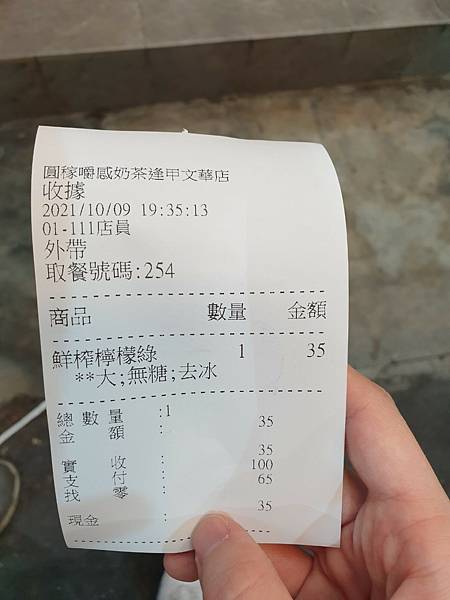 圓稼嚼感奶茶逢甲文華店
收據
2021/10/09 19:35:13
01-111店員
外帶
取餐號碼:254
商品 數量 金額
鮮榨檸檬綠 1 35
**大;無糖;去冰
總數量 :1
金額 : 35
實收 : 35
支付 : 100
找零 : 65
現金 : 35